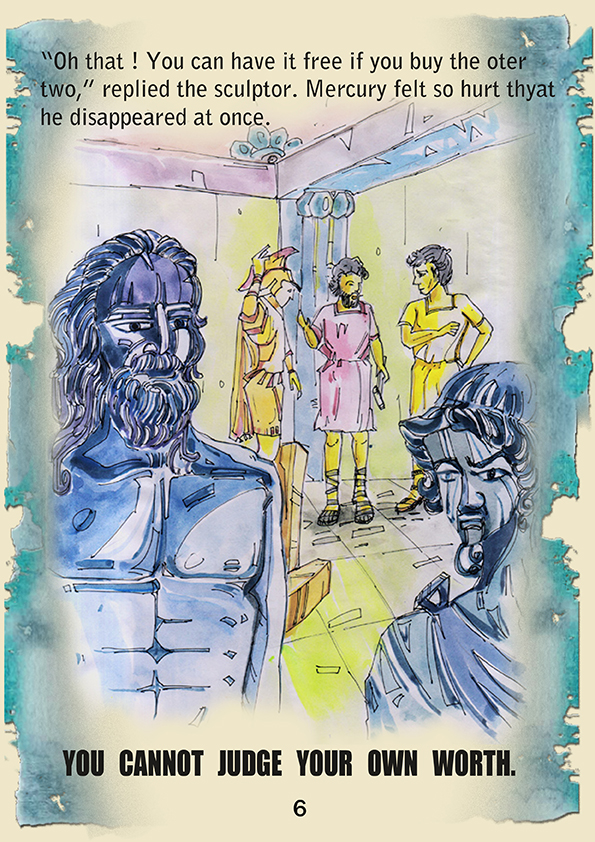 “Oh that ! You can have it free if you buy the oter
two,” replied the sculptor. Mercury felt so hurt thyat
he disappeared at once.
YOU CANNOT JUDGE YOUR OWN WORTH.
6